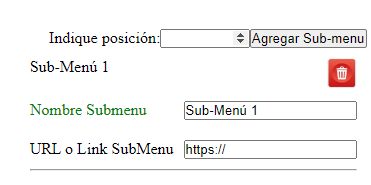 Indique posición: Agregar Sub-menu
Sub-Menú 1
Nombre Submenu Sub-Menú 1
URL o Link SubMenu https://